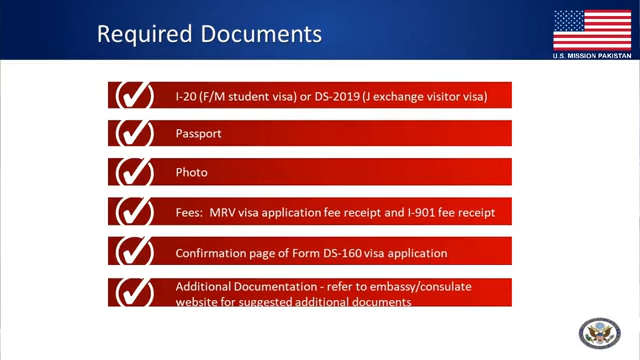 Required Documents
U.S. MISSION PAKISTAN
I-20 (F/M student visa) or DS-2019 (J exchange visitor visa)
Passport
Photo
Fees: MRV visa application fee receipt and I-901 fee receipt
Confirmation page of Form DS-160 visa application
Additional Documentation - refer to embassy/consulate
website for suggested additional documents